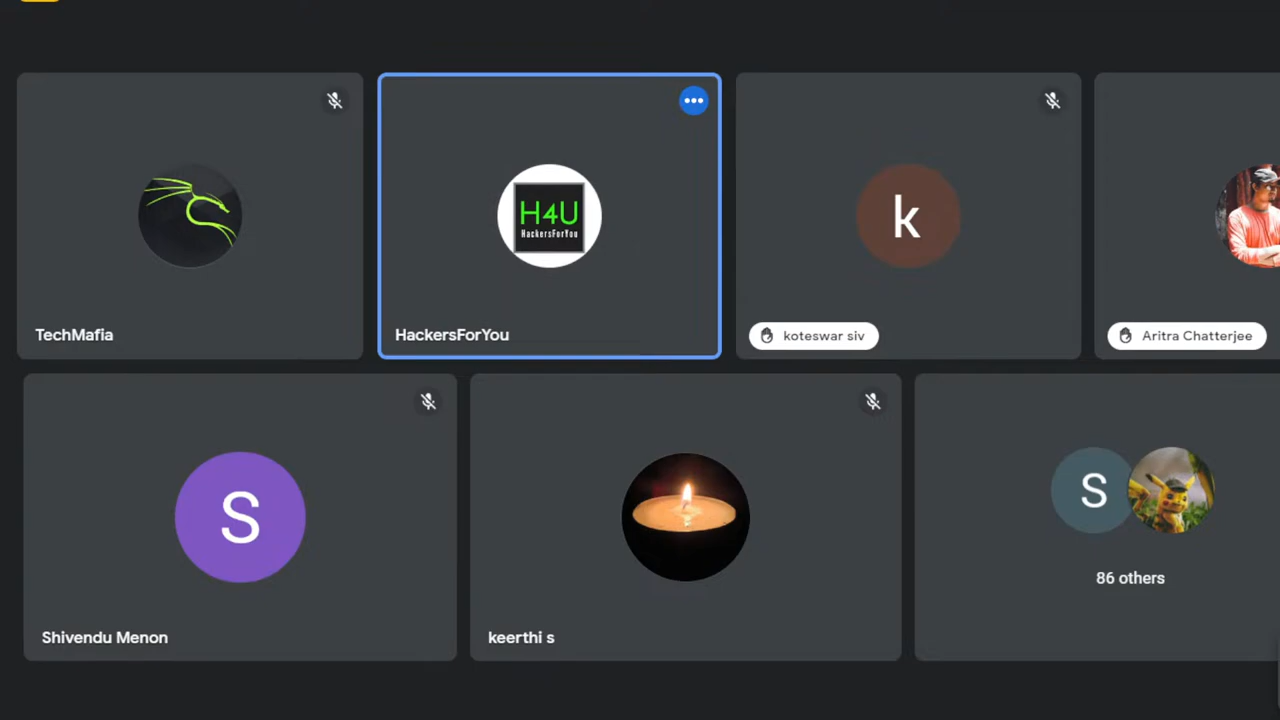 H4U
HackersForYou
k
TechMafia
HackersForYou
koteswar siv
Aritra Chatterjee
S
S
86 others
Shivendu Menon
keerthi s